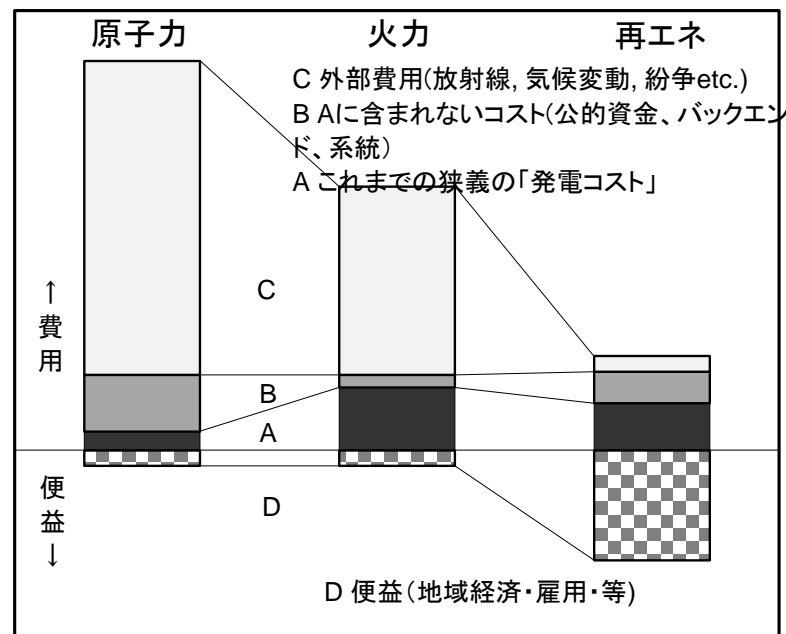 原子力
火力
再エネ
C 外部費用(放射線, 気候変動, 紛争etc.)
B Aに含まれないコスト(公的資金、バックエン
ド、系統)
A これまでの狭義の「発電コスト」
↑費用
C
B
A
便益↓
D
D 便益(地域経済・雇用・等)